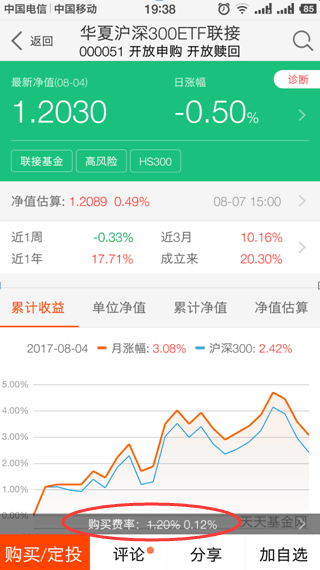 中国电信 中国移动 19:38 85
返回 华夏沪深300ETF联接
000051 开放申购 开放赎回
最新净值(08-04) 日涨幅 诊断
1.2030 -0.50%
联接基金 高风险 HS300
净值估算: 1.2089 0.49% 08-07 15:00
近1周 -0.33% 近3月 10.16%
近1年 17.71% 成立来 20.30%
累计收益 单位净值 累计净值 净值估算
2017-08-04 月涨幅: 3.08% 沪深300: 2.42%
5.00%
4.00%
3.00%
2.00%
1.00%
0.00%
购买费率: 1.20% 0.12% 天天基金网
购买/定投 评论 分享 加自选